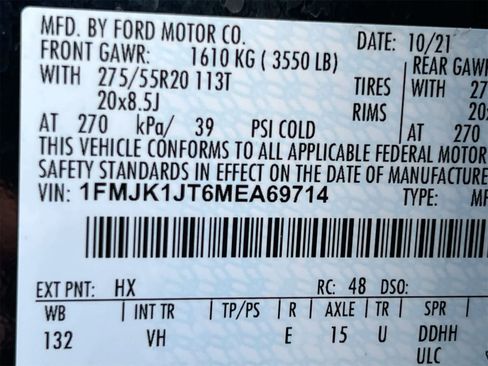 MFD. BY FORD MOTOR CO.
DATE: 10/21
FRONT GAWR: 1610 KG ( 3550 LB)
REAR GAWR
WITH 275/55R20 113T TIRES WITH 27
20x8.5J RIMS 20x
AT 270 kPa/ 39 PSI COLD AT 270
THIS VEHICLE CONFORMS TO ALL APPLICABLE FEDERAL MOTOR
SAFETY STANDARDS IN EFFECT ON THE DATE OF MANUFACTURE
VIN: 1FMJK1JT6MEA69714 TYPE: MP
EXT PNT: HX RC: 48 DSO:
WB | INT TR | TP/PS | R | AXLE | TR | SPR
132 VH E 15 U DDHH
ULC